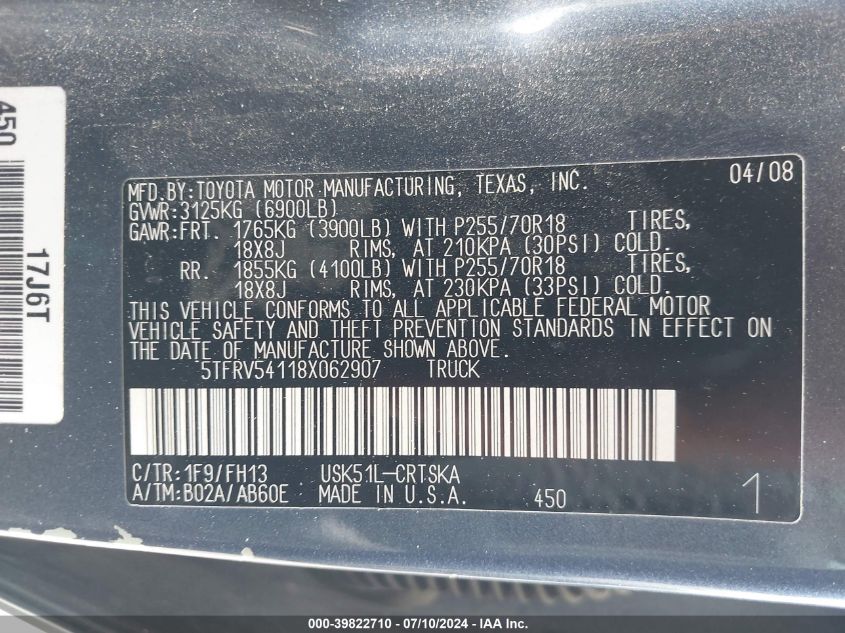 450
17J6T
MFD.BY:TOYOTA MOTOR MANUFACTURING, TEXAS, INC. 04/08
GVWR:3125KG (6900LB)
GAWR:FRT. 1765KG (3900LB) WITH P255/70R18 TIRES,
18X8J RIMS, AT 210KPA (30PSI) COLD.
RR. 1855KG (4100LB) WITH P255/70R18 TIRES,
18X8J RIMS, AT 230KPA (33PSI) COLD.
THIS VEHICLE CONFORMS TO ALL APPLICABLE FEDERAL MOTOR
VEHICLE SAFETY AND THEFT PREVENTION STANDARDS IN EFFECT ON
THE DATE OF MANUFACTURE SHOWN ABOVE.
5TFRV54118X062907 TRUCK
C/TR:1F9/FH13 USK51L-CRTSKA
A/TM:B02A/AB60E MADE IN U.S.A. 450 1
000-39822710 - 07/10/2024 - IAA Inc.